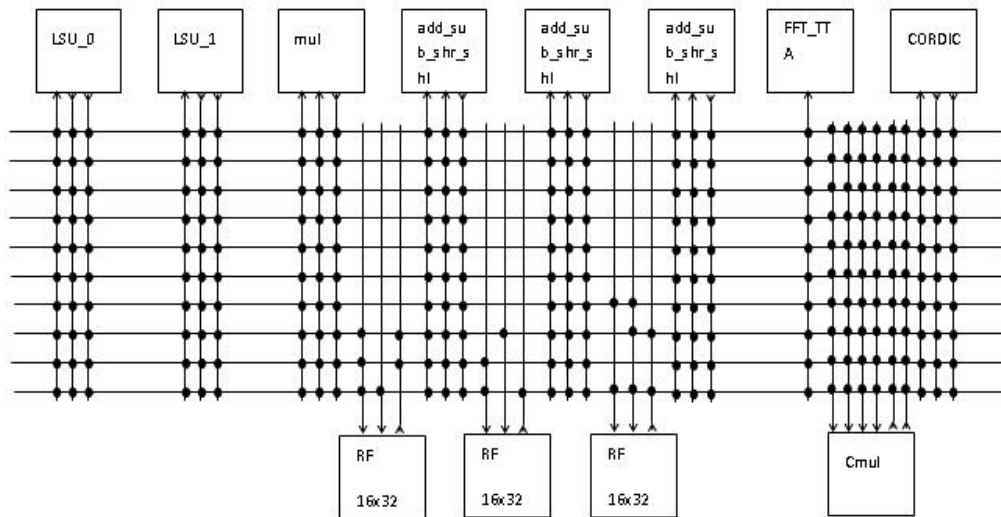 LSU_0
LSU_1
mul
add_su
b_shr_s
hl
add_su
b_shr_s
hl
add_su
b_shr_s
hl
FFT_TT
A
CORDIC
RF
16x32
RF
16x32
RF
16x32
Cmul